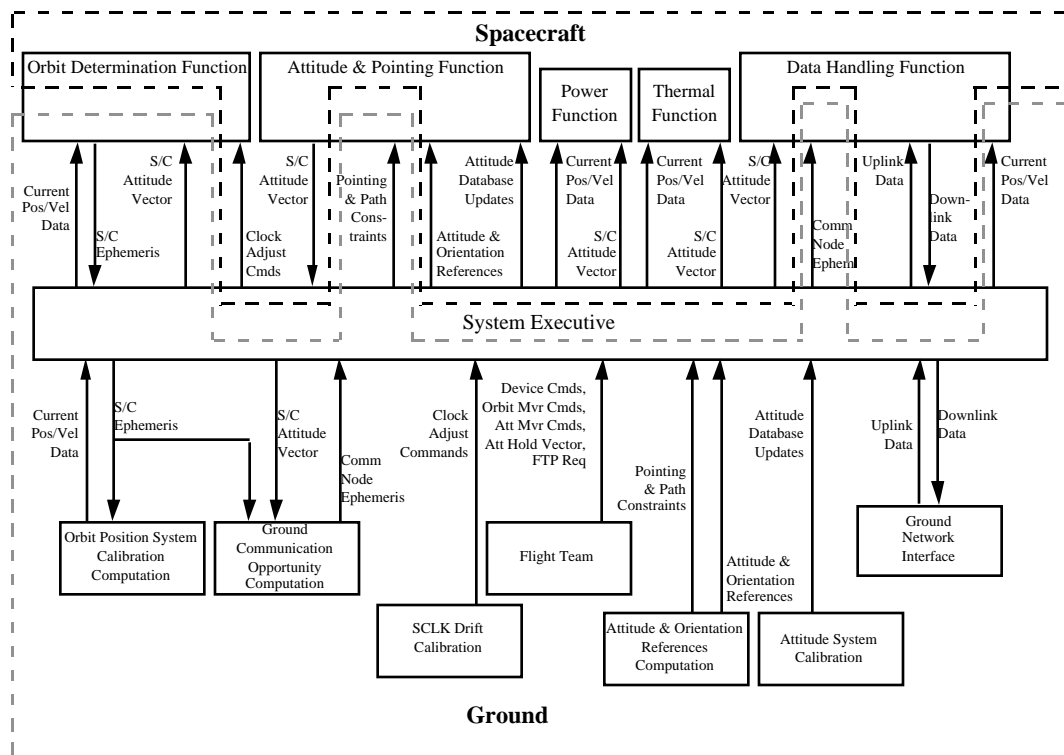 Spacecraft
Orbit Determination Function
Attitude & Pointing Function
Power
Function
Thermal
Function
Data Handling Function
Current
Pos/Vel
Data
S/C
Ephemeris
S/C
Attitude
Vector
Clock
Adjust
Cmds
S/C
Attitude
Vector
Pointing
& Path
Cons-
traints
Attitude &
Orientation
References
Attitude
Database
Updates
Current
Pos/Vel
Data
S/C
Attitude
Vector
Current
Pos/Vel
Data
S/C
Attitude
Vector
S/C
Attitude
Vector
Comm
Node
Ephem
Uplink
Data
Down-
link
Data
Current
Pos/Vel
Data
System Executive
Current
Pos/Vel
Data
S/C
Ephemeris
S/C
Attitude
Vector
Comm
Node
Ephemeris
Clock
Adjust
Commands
Device Cmds,
Orbit Mvr Cmds,
Att Mvr Cmds,
Att Hold Vector,
FTP Req
Pointing
& Path
Constraints
Attitude &
Orientation
References
Attitude
Database
Updates
Uplink
Data
Downlink
Data
Orbit Position System
Calibration
Computation
Ground
Communication
Opportunity
Computation
Flight Team
Ground
Network
Interface
SCLK Drift
Calibration
Attitude & Orientation
References
Computation
Attitude System
Calibration
Ground